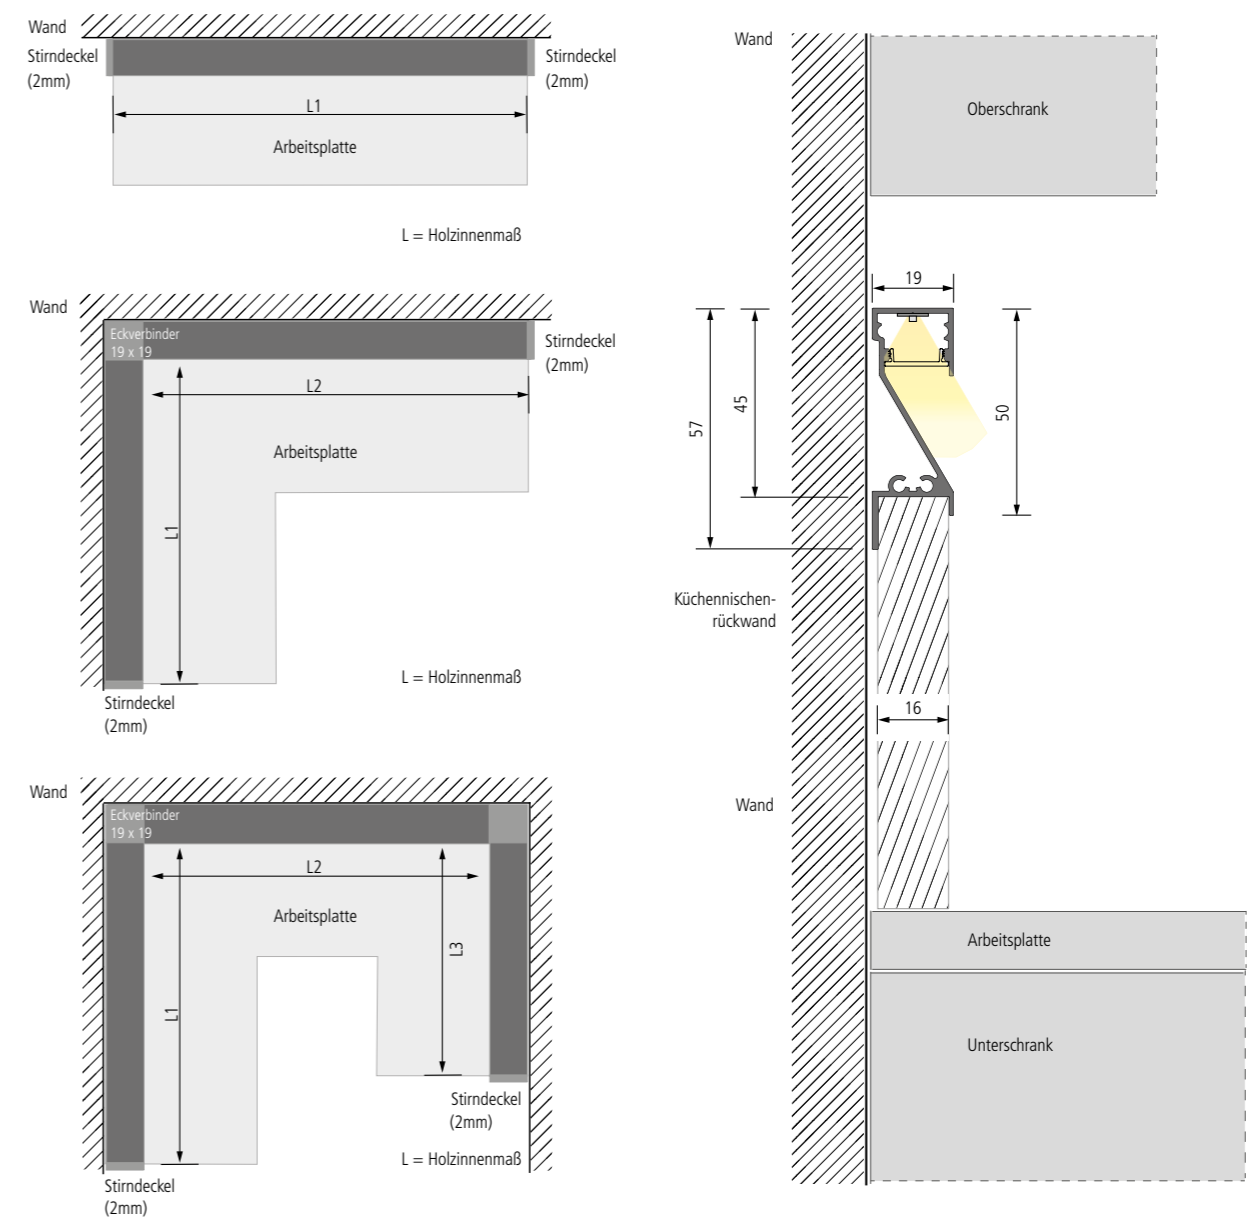 Wand
Stirndeckel
(2mm)
Stirndeckel
(2mm)
L1
Arbeitsplatte
L = Holzinnenmaß
Wand
Eckverbinder
19 x 19
Stirndeckel
(2mm)
L2
Arbeitsplatte
L1
L = Holzinnenmaß
Stirndeckel
(2mm)
Wand
Eckverbinder
19 x 19
L2
Arbeitsplatte
L3
L1
Stirndeckel
(2mm)
L = Holzinnenmaß
Stirndeckel
(2mm)
Wand
Oberschrank
19
57
45
50
Küchennischen-
rückwand
16
Wand
Arbeitsplatte
Unterschrank